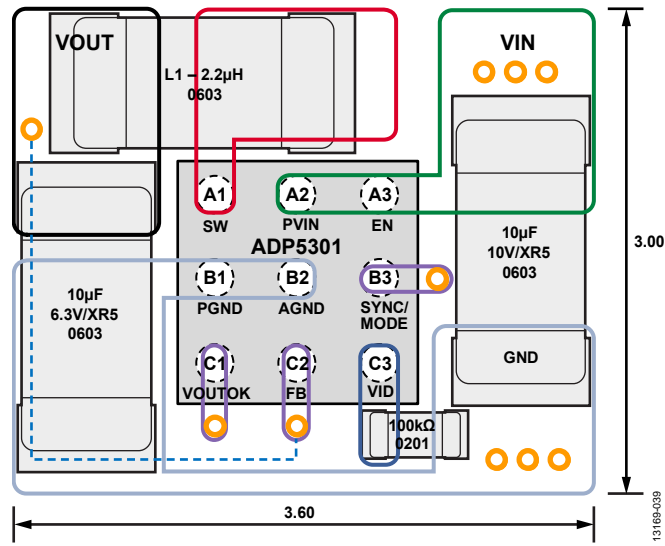 VOUT
L1 – 2.2µH
0603
VIN
A1
A2
A3
SW
PVIN
EN
ADP5301
10µF
10V/XR5
0603
3.00
B1
B2
B3
PGND
AGND
SYNC/
MODE
10µF
6.3V/XR5
0603
C1
C2
C3
GND
VOUTOK
FB
VID
100kΩ
0201
3.60
13169-039